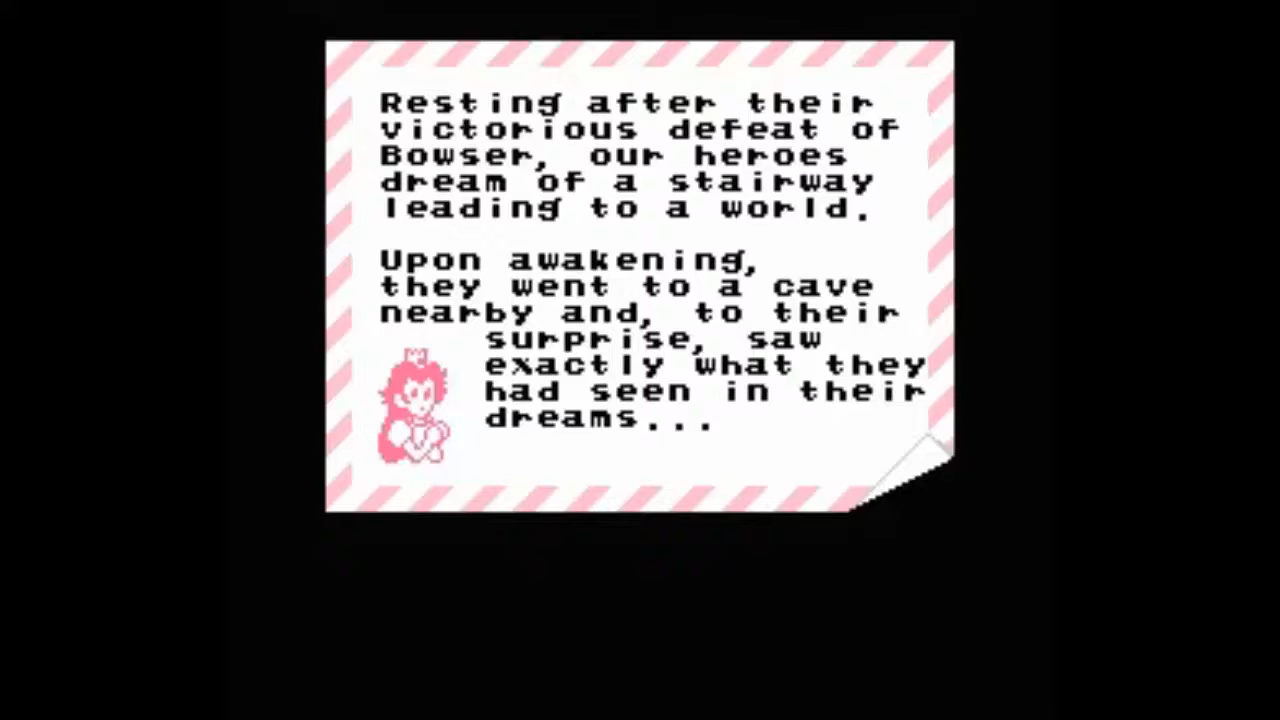 Resting after their
victorious defeat of
Bowser, our heroes
dream of a stairway
leading to a world.
Upon awakening,
they went to a cave
nearby and, to their
surprise, saw
exactly what they
had seen in their
dreams...